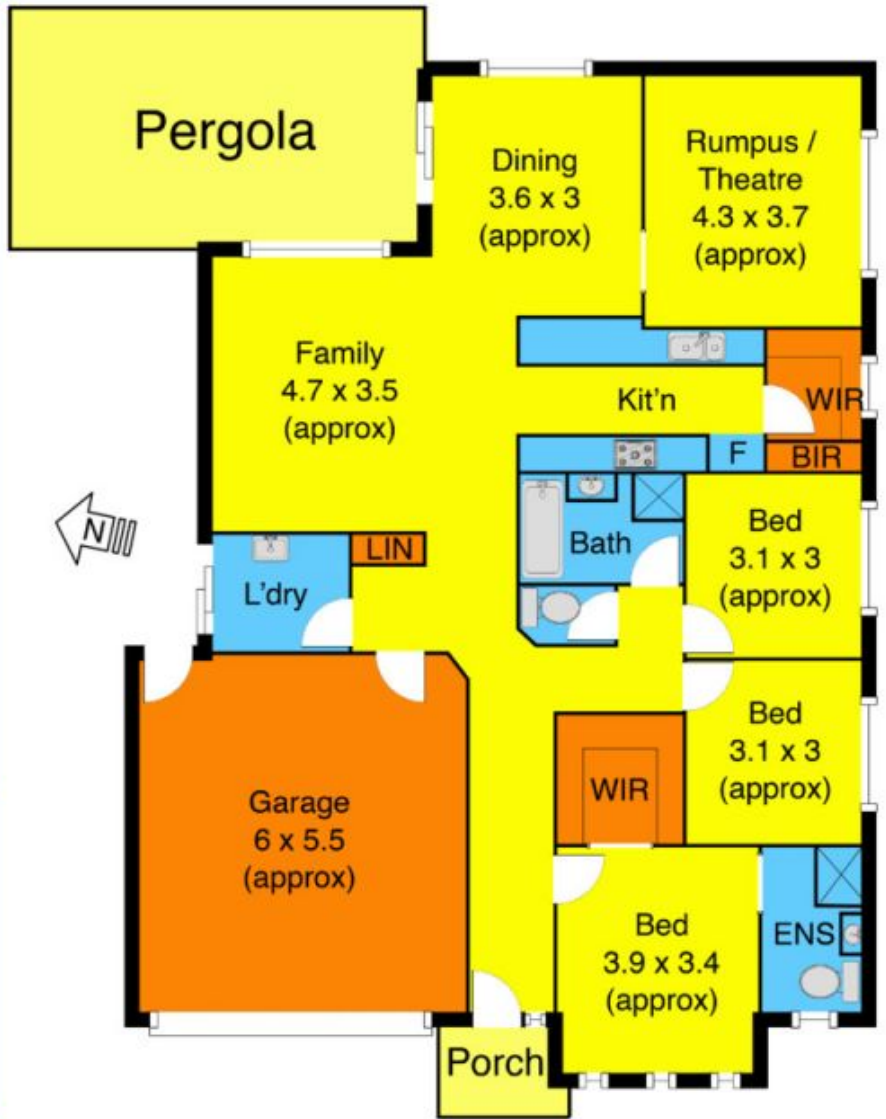 Pergola
Dining
3.6 x 3
(approx)
Rumpus /
Theatre
4.3 x 3.7
(approx)
Family
4.7 x 3.5
(approx)
Kit'n
WIR
F
BIR
N
LIN
L'dry
Bath
Bed
3.1 x 3
(approx)
Bed
3.1 x 3
(approx)
WIR
Garage
6 x 5.5
(approx)
Bed
3.9 x 3.4
(approx)
ENS
Porch